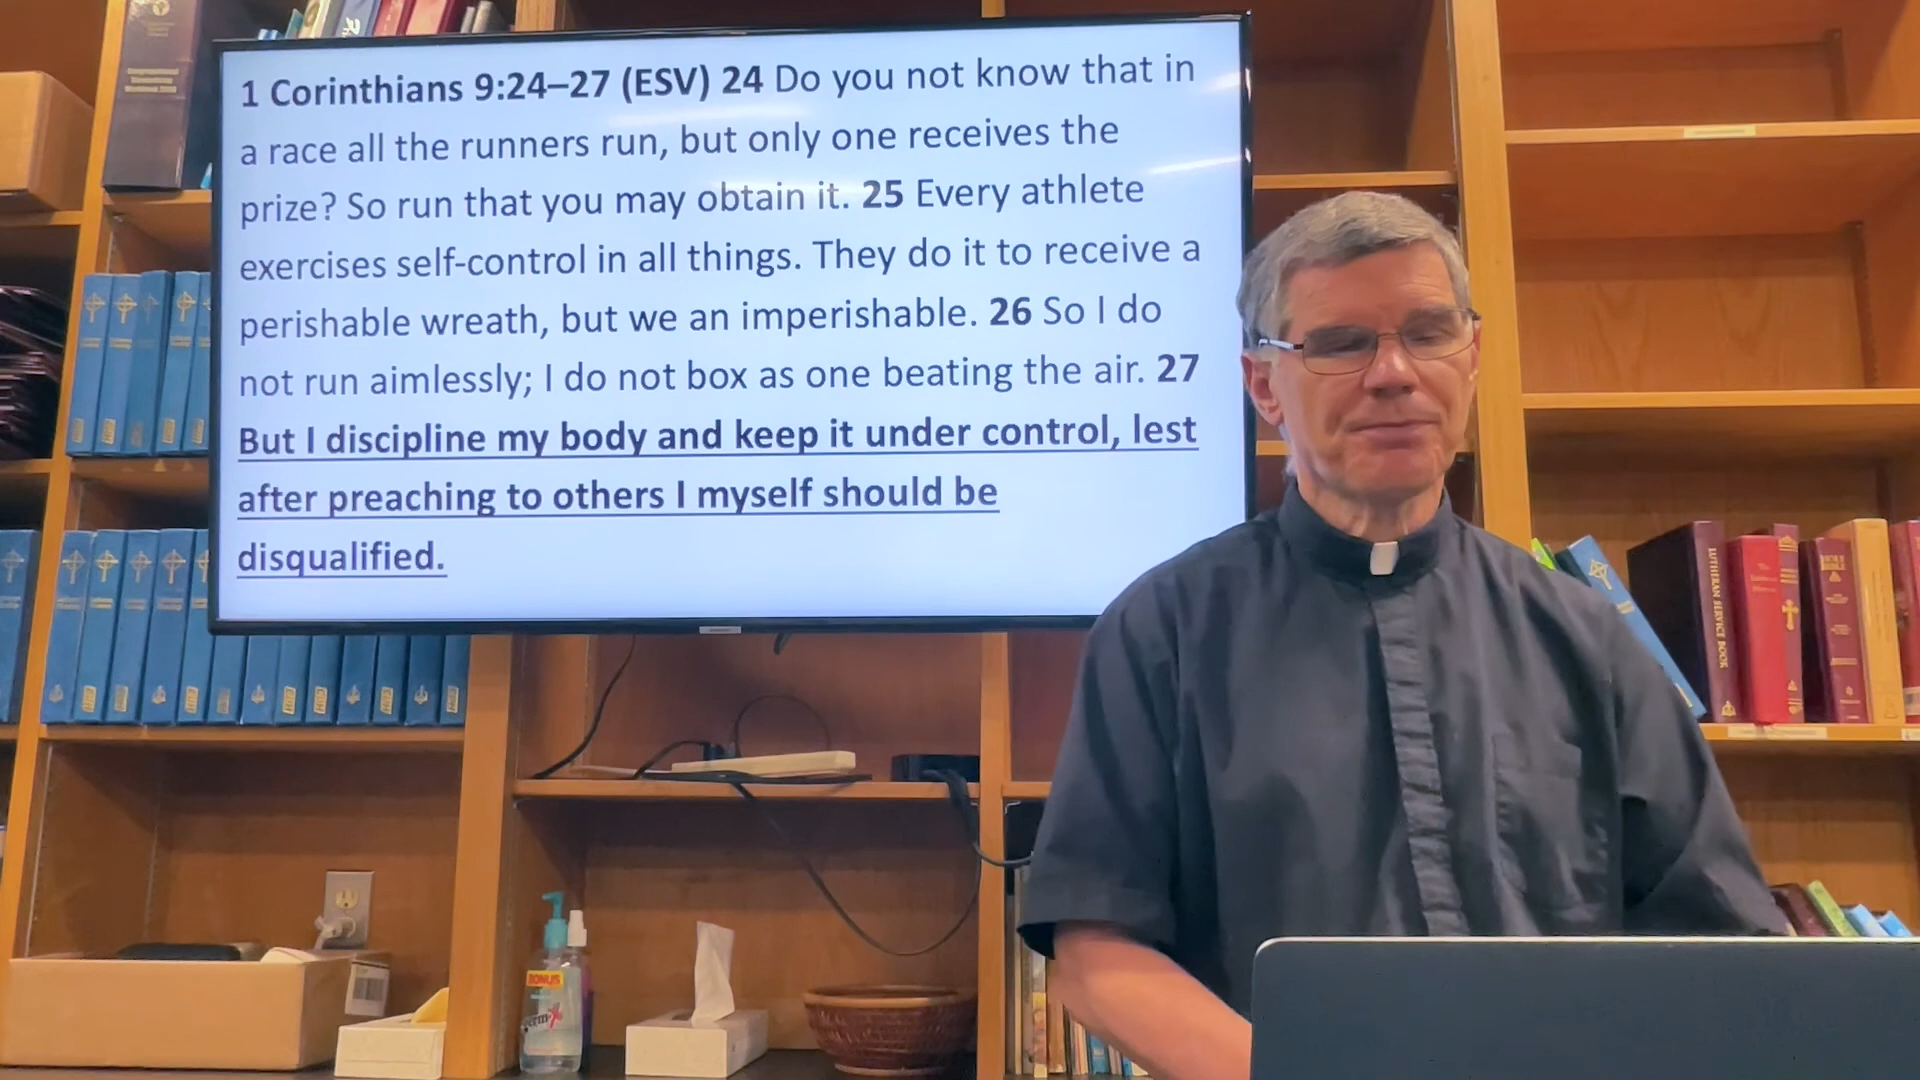 1 Corinthians 9:24–27 (ESV) 24 Do you not know that in
a race all the runners run, but only one receives the
prize? So run that you may obtain it. 25 Every athlete
exercises self-control in all things. They do it to receive a
perishable wreath, but we an imperishable. 26 So I do
not run aimlessly; I do not box as one beating the air. 27
But I discipline my body and keep it under control, lest
after preaching to others I myself should be
disqualified.
LUTHERAN SERVICE BOOK
HOLY BIBLE
BONUS